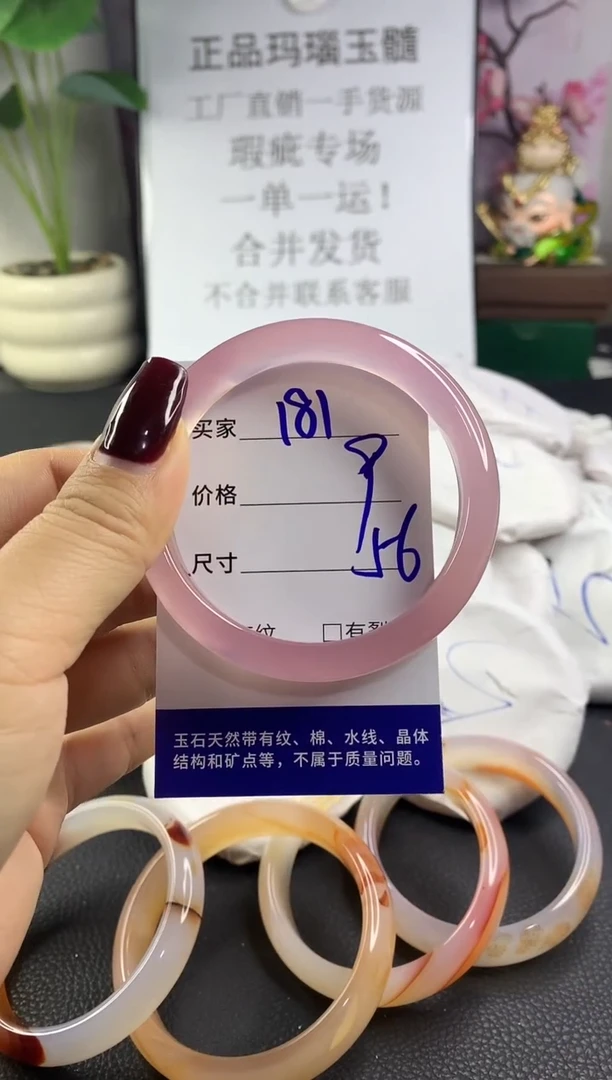 正品玛瑙玉髓
工厂直销一手货源
瑕疵专场
一单一运！
合并发货
不合并联系客服
买家 181
价格
尺寸 56
纹 □有裂
玉石天然带有纹、棉、水线、晶体
结构和矿点等，不属于质量问题。